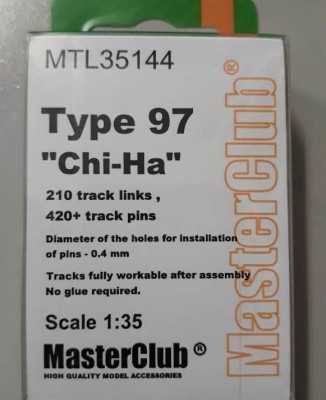 MTL35144
Type 97
"Chi-Ha"
210 track links ,
420+ track pins
Diameter of the holes for installation
of pins - 0.4 mm
Tracks fully workable after assembly
No glue required.
Scale 1:35
MasterClub ®
HIGH QUALITY MODEL ACCESSORIES
MasterClub®